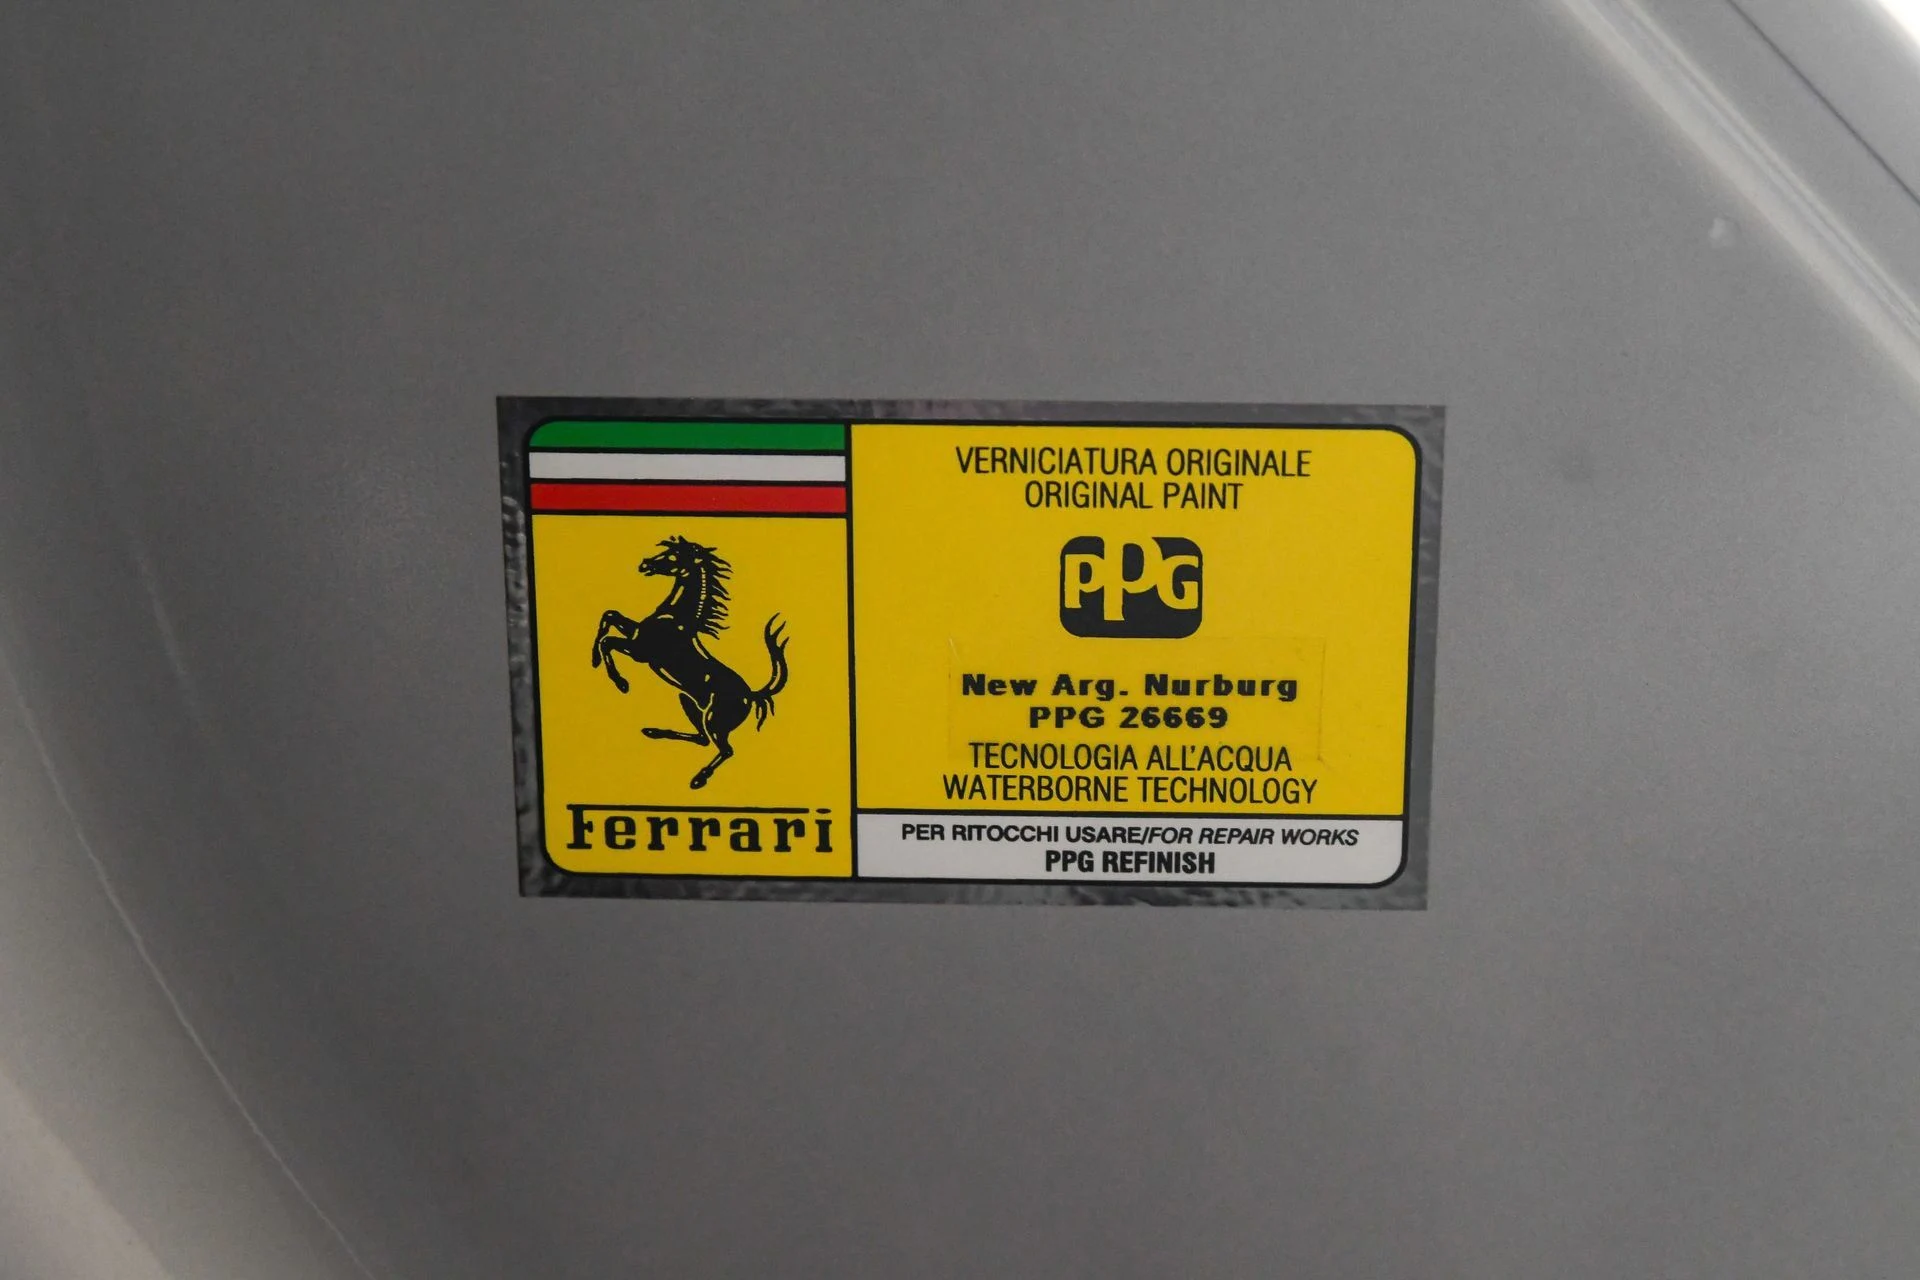 Ferrari
VERNICIATURA ORIGINALE
ORIGINAL PAINT
PPG
New Arg. Nurburg
PPG 26669
TECNOLOGIA ALL'ACQUA
WATERBORNE TECHNOLOGY
PER RITOCCHI USARE/FOR REPAIR WORKS
PPG REFINISH